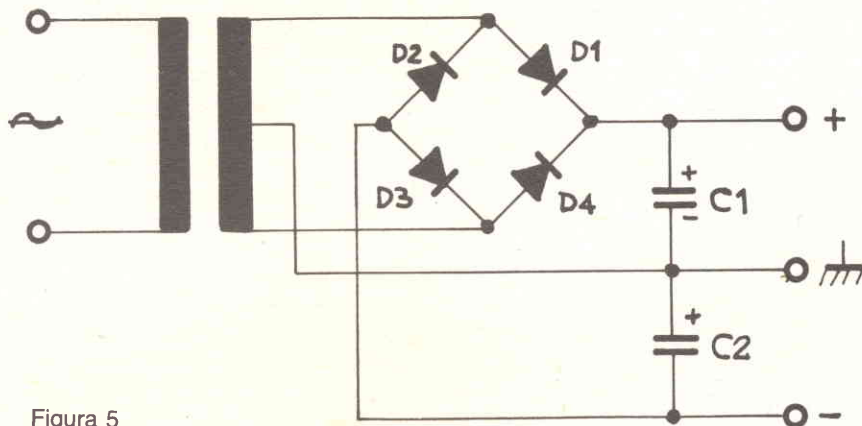 D2
D1
+
+
C1
-
D3
D4
+
C2
-
Figura 5